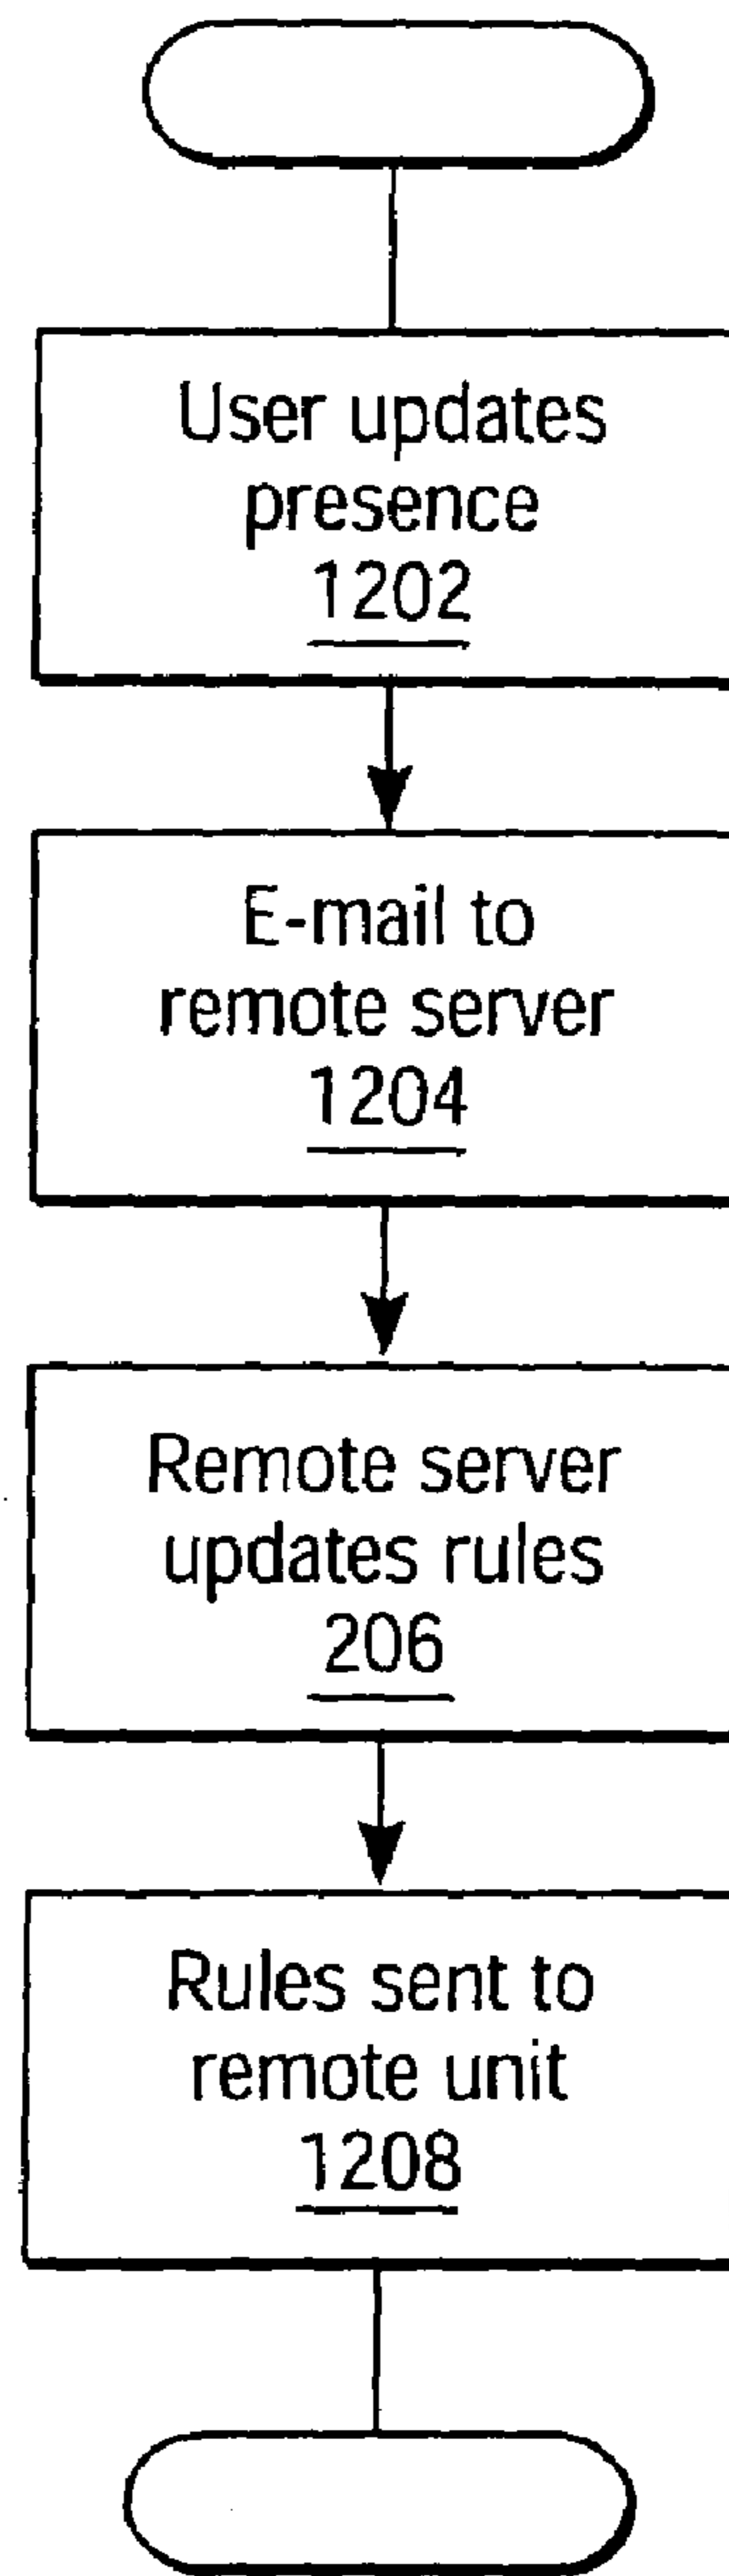 User updates
presence
1202
E-mail to
remote server
1204
Remote server
updates rules
206
Rules sent to
remote unit
1208